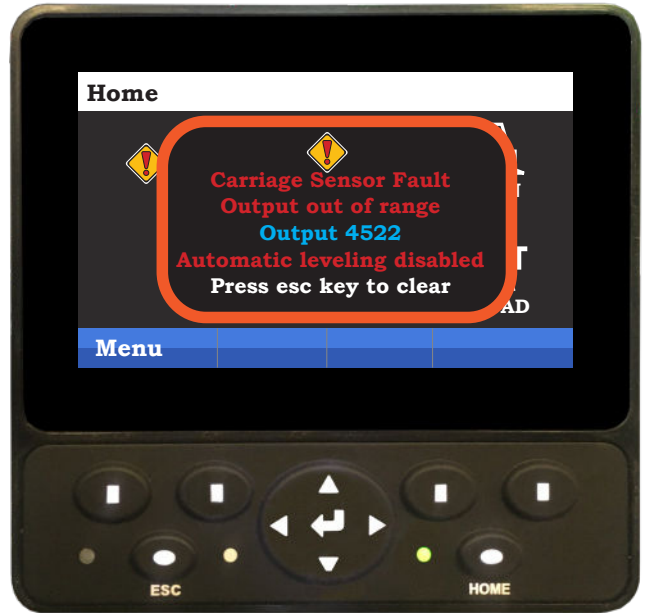 Home
Carriage Sensor Fault
Output out of range
Output 4522
Automatic leveling disabled
Press esc key to clear
AD
Menu
ESC
HOME